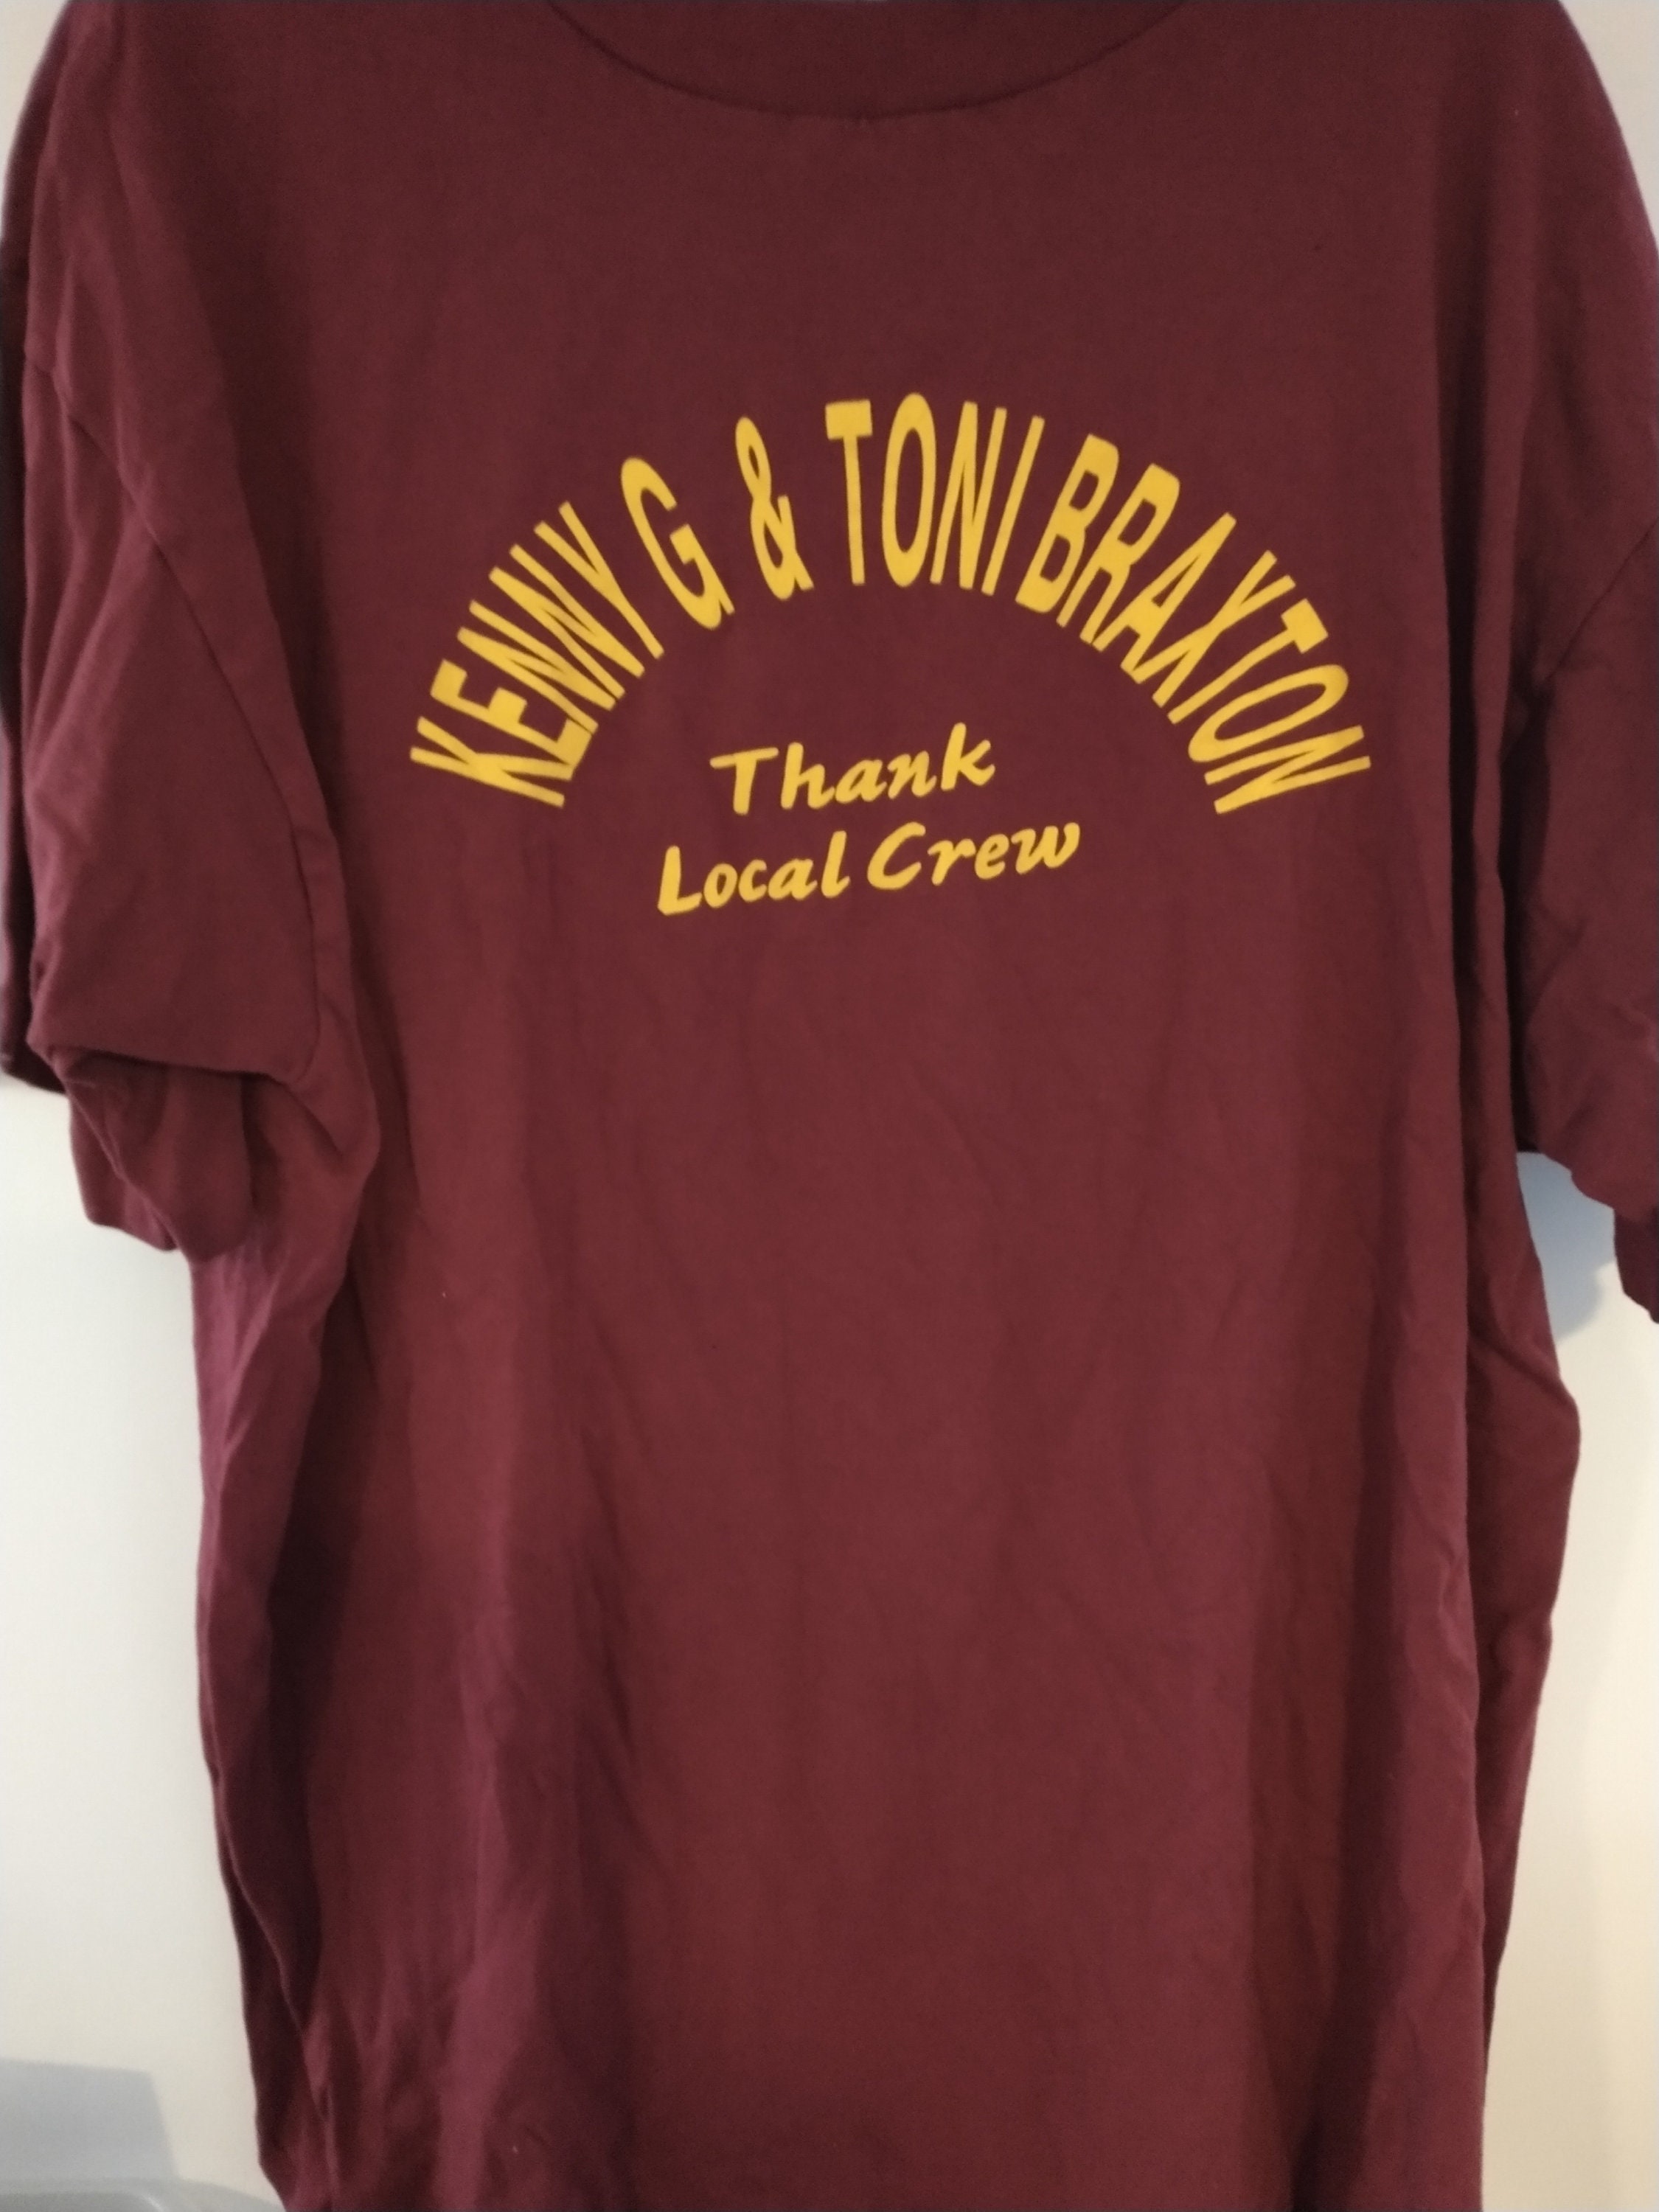 KENNY G & TONI BRAXTON
Thank
Local Crew